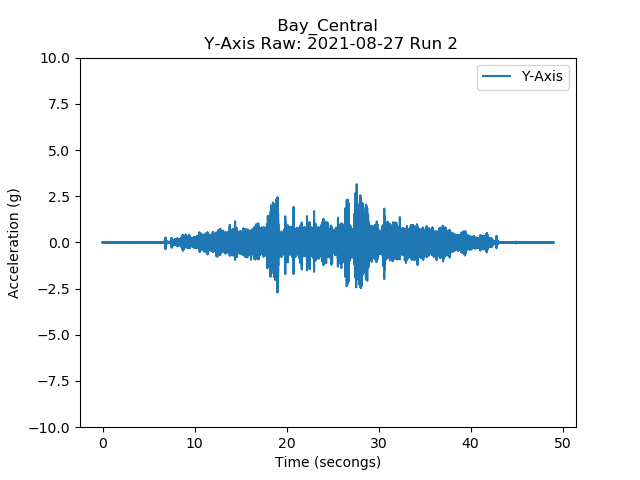 Bay_Central
Y-Axis Raw: 2021-08-27 Run 2
10.0
7.5
5.0
2.5
0.0
−2.5
−5.0
−7.5
−10.0
Acceleration (g)
Y-Axis
0 10 20 30 40 50
Time (secongs)